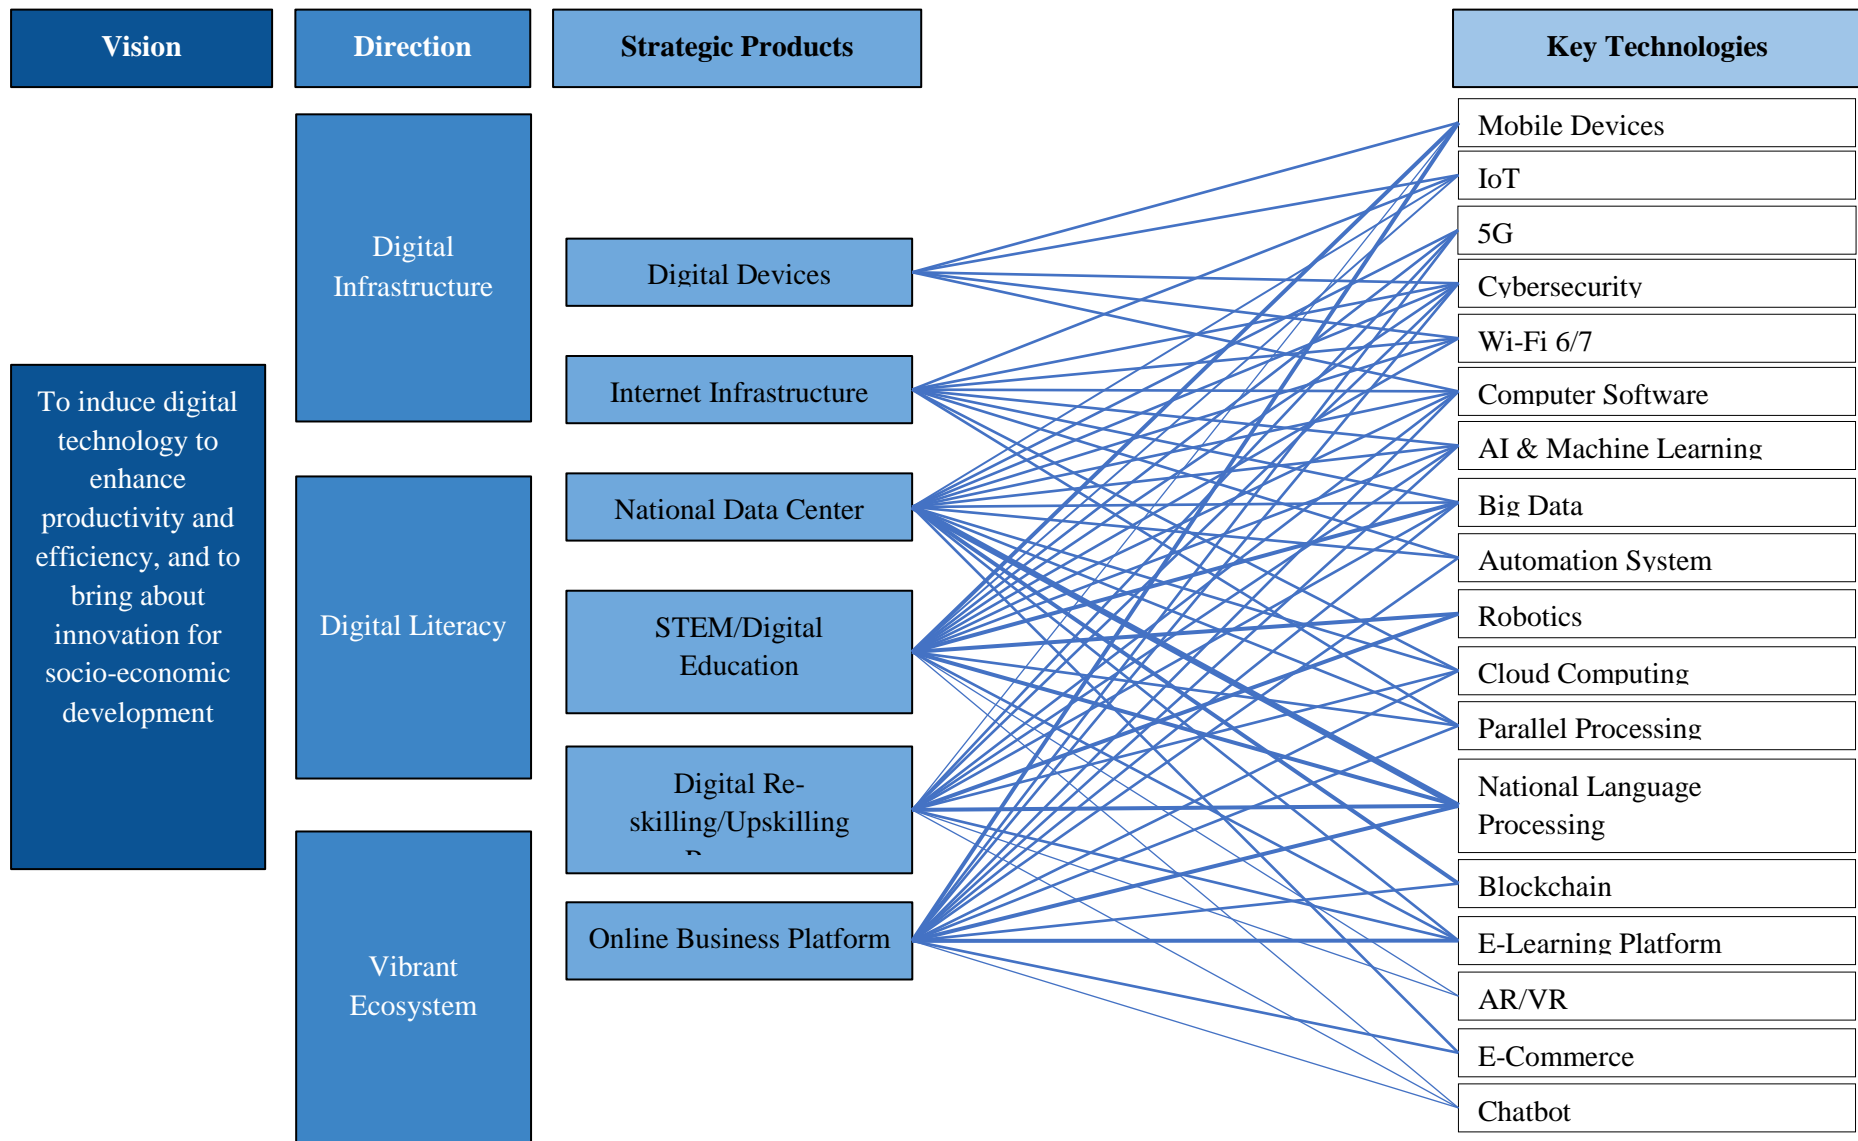 Vision
Direction
Strategic Products
Key Technologies
To induce digital
technology to
enhance
productivity and
efficiency, and to
bring about
innovation for
socio-economic
development
Digital
Infrastructure
Digital Literacy
Vibrant
Ecosystem
Digital Devices
Internet Infrastructure
National Data Center
STEM/Digital
Education
Digital Re-
skilling/Upskilling
Online Business Platform
Mobile Devices
IoT
5G
Cybersecurity
Wi-Fi 6/7
Computer Software
AI & Machine Learning
Big Data
Automation System
Robotics
Cloud Computing
Parallel Processing
National Language
Processing
Blockchain
E-Learning Platform
AR/VR
E-Commerce
Chatbot